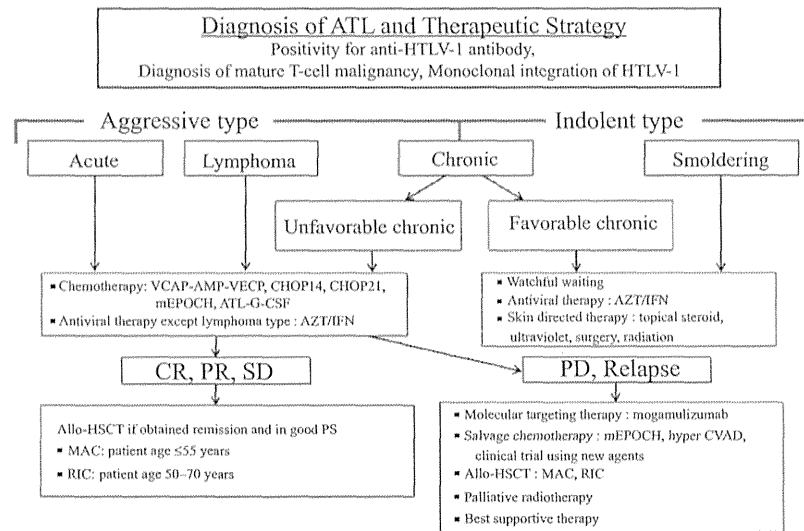 Diagnosis of ATL and Therapeutic Strategy
Positivity for anti-HTLV-1 antibody,
Diagnosis of mature T-cell malignancy, Monoclonal integration of HTLV-1
Aggressive type
Indolent type
Acute
Lymphoma
Chronic
Smoldering
Unfavorable chronic
Favorable chronic
▪ Chemotherapy: VCAP-AMP-VECP, CHOP14, CHOP21,
mEPOCH, ATL-G-CSF
▪ Antiviral therapy except lymphoma type : AZT/IFN
▪ Watchful waiting
▪ Antiviral therapy : AZT/IFN
▪ Skin directed therapy : topical steroid,
ultraviolet, surgery, radiation
CR, PR, SD
PD, Relapse
Allo-HSCT if obtained remission and in good PS
▪ MAC: patient age ≤55 years
▪ RIC: patient age 50–70 years
▪ Molecular targeting therapy : mogamulizumab
▪ Salvage chemotherapy : mEPOCH, hyper CVAD,
clinical trial using new agents
▪ Allo-HSCT : MAC, RIC
▪ Palliative radiotherapy
▪ Best supportive therapy